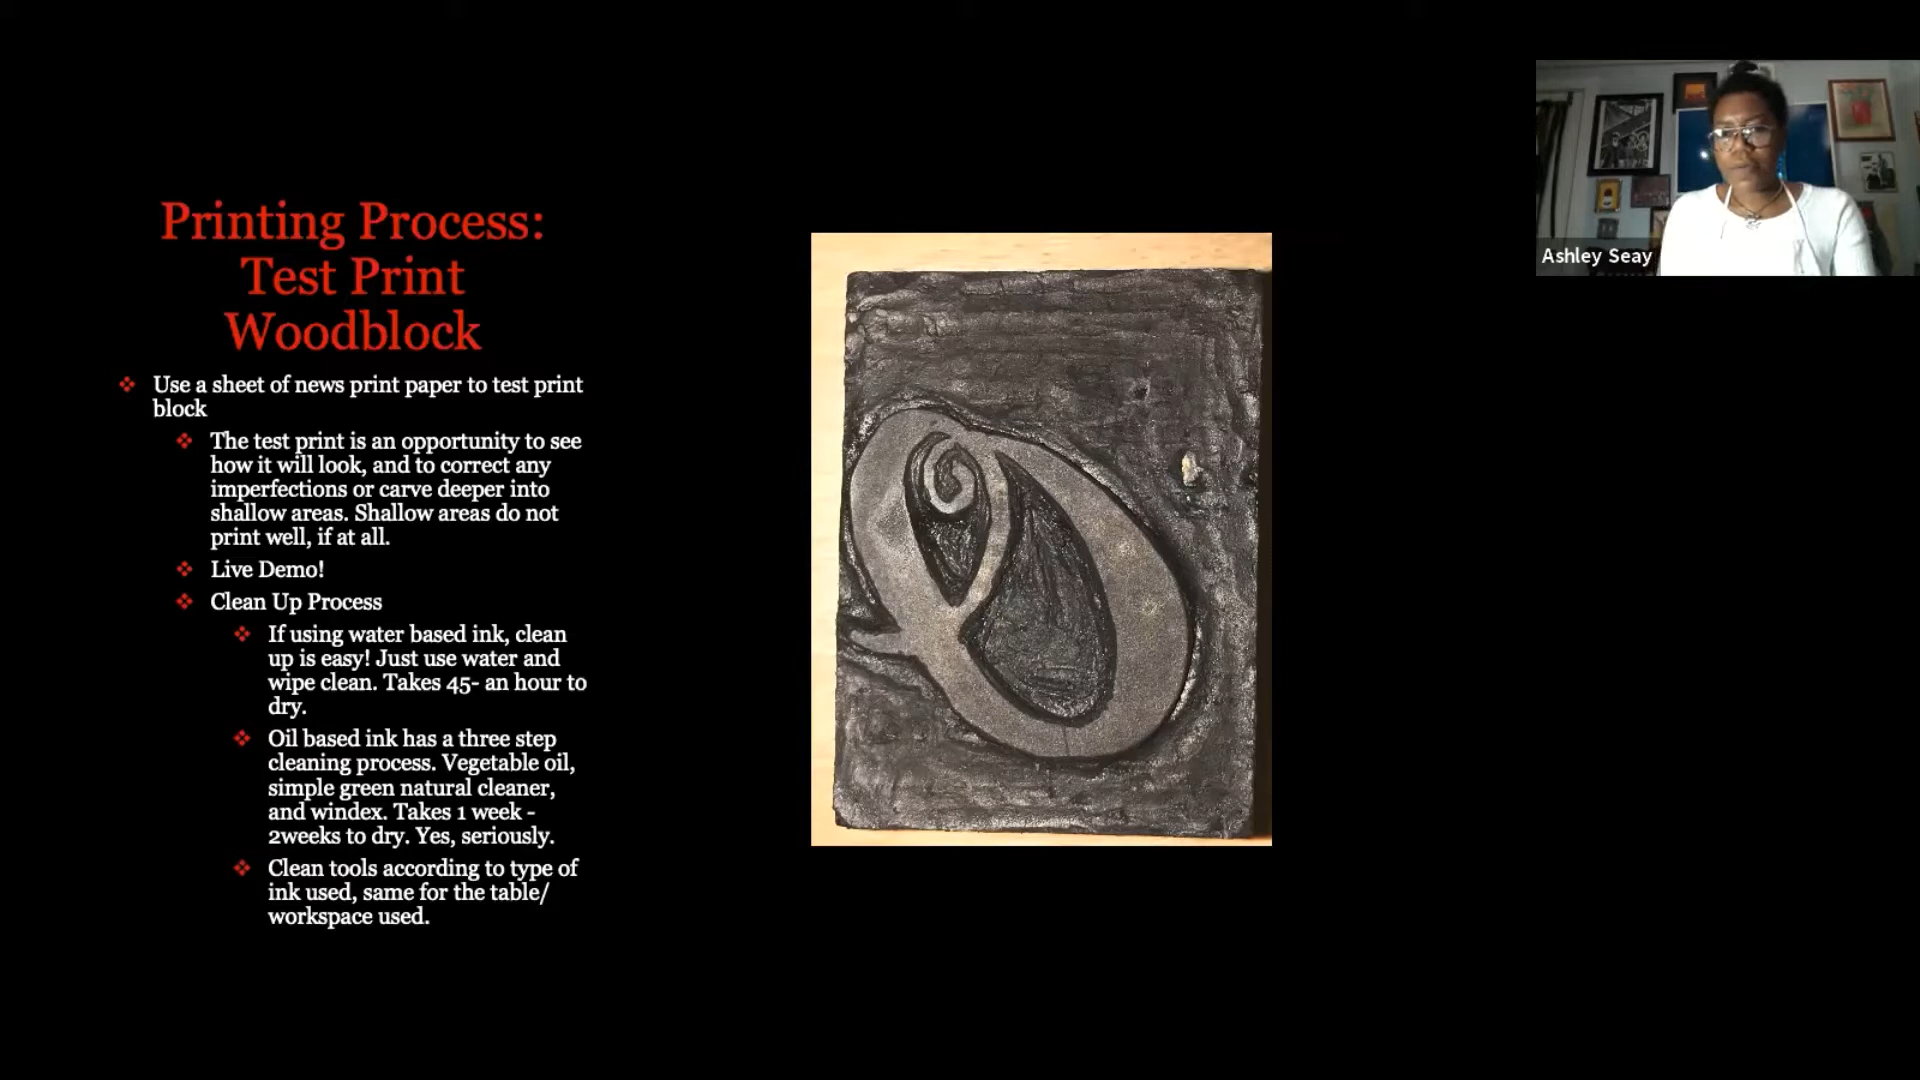 Printing Process:
Test Print
Woodblock
Use a sheet of news print paper to test print
block
The test print is an opportunity to see
how it will look, and to correct any
imperfections or carve deeper into
shallow areas. Shallow areas do not
print well, if at all.
Live Demo!
Clean Up Process
If using water based ink, clean
up is easy! Just use water and
wipe clean. Takes 45- an hour to
dry.
Oil based ink has a three step
cleaning process. Vegetable oil,
simple green natural cleaner,
and windex. Takes 1 week -
2weeks to dry. Yes, seriously.
Clean tools according to type of
ink used, same for the table/
workspace used.
Ashley Seay